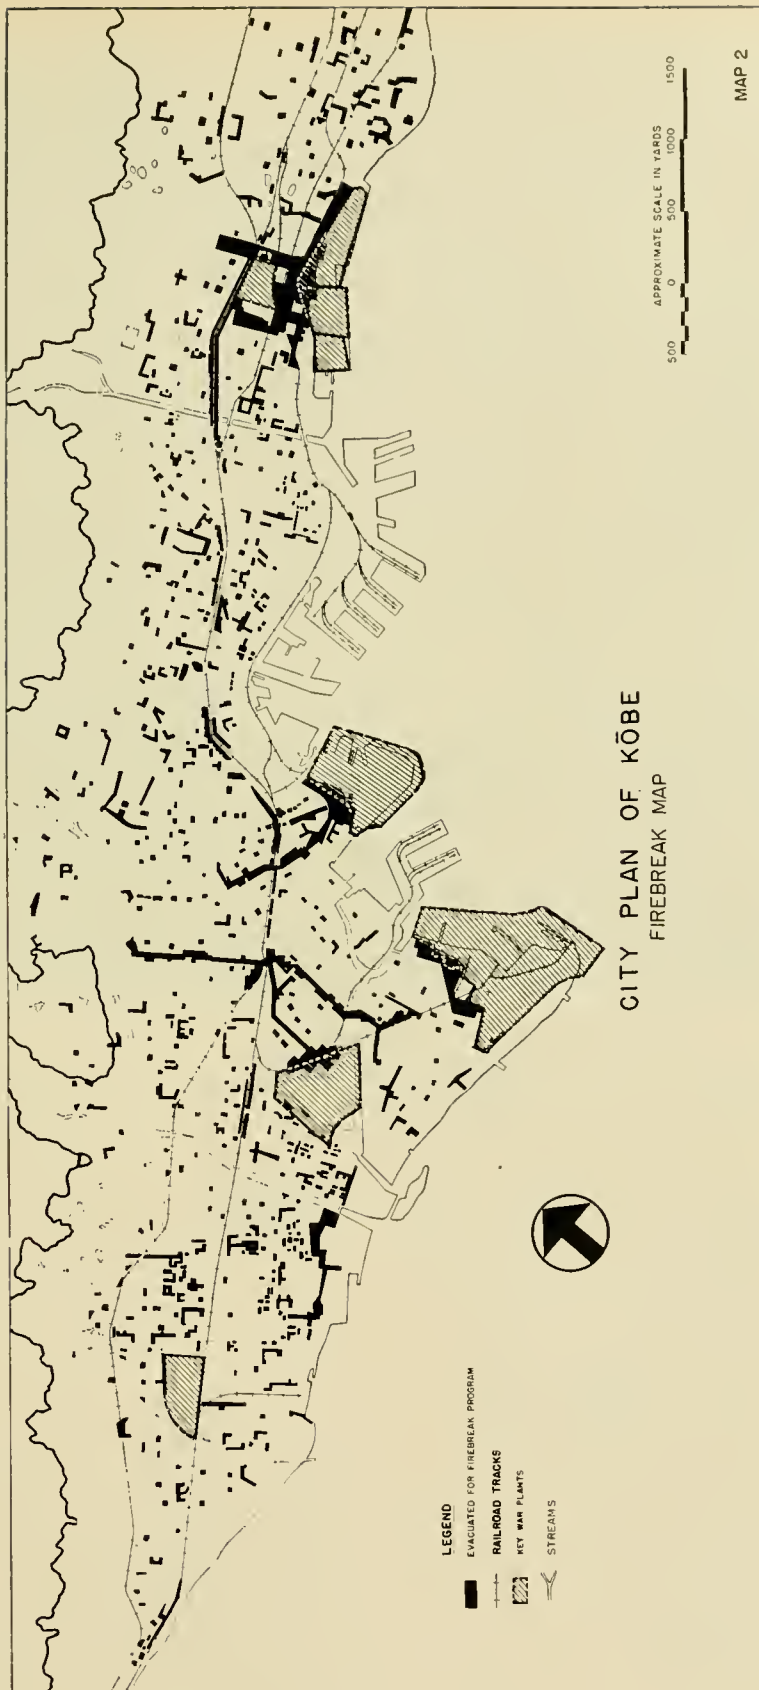 CITY PLAN OF KŌBE
FIREBREAK MAP
LEGEND
EVACUATED FOR FIREBREAK PROGRAM
RAILROAD TRACKS
KEY WAR PLANTS
STREAMS
APPROXIMATE SCALE IN YARDS
500 0 500 1000 1500
MAP 2